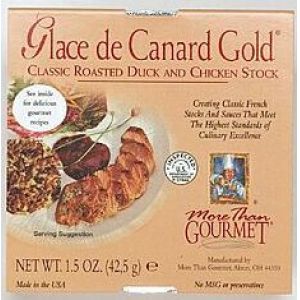 Glace de Canard Gold®
CLASSIC ROASTED DUCK AND CHICKEN STOCK
See inside
for delicious
gourmet
recipes
Creating Classic French
Stocks And Sauces That Meet
The Highest Standards of
Culinary Excellence
INSPECTED
U.S.
Serving Suggestion
More Than
GOURMET®
NET WT. 1.5 OZ. (42,5g) e
Manufactured by
More Than Gourmet, Akron, OH 44310
Made in the USA
No MSG or preservatives